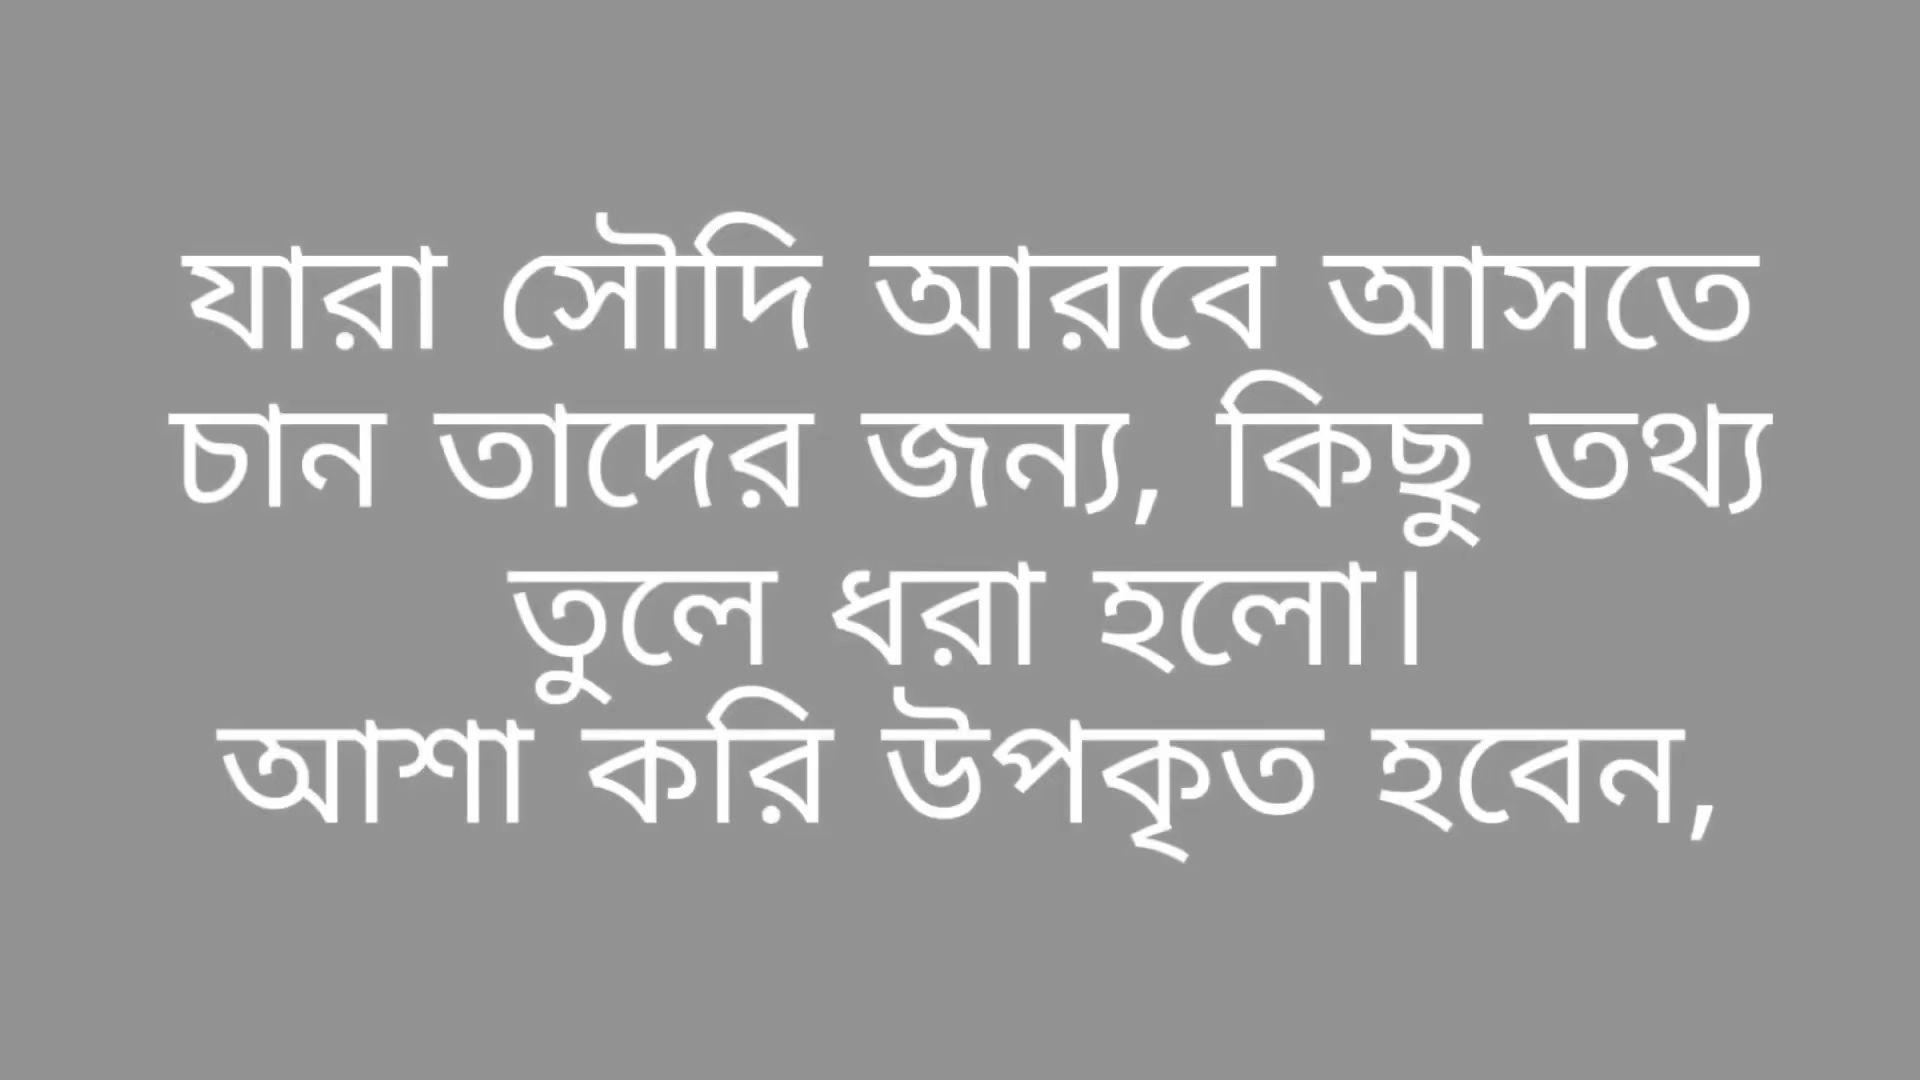 যারা সৌদি আরবে আসতে
চান তাদের জন্য, কিছু তথ্য
তুলে ধরা হলো।
আশা করি উপকৃত হবেন,